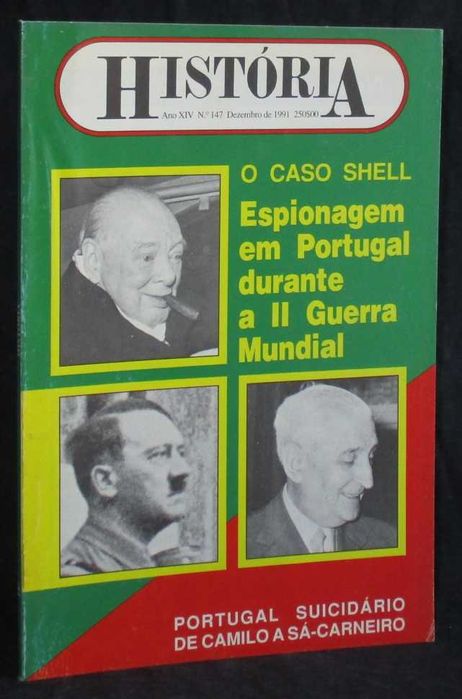 HISTÓRIA
Ano XIV N.º 147 Dezembro de 1991 250$00
O CASO SHELL
Espionagem
em Portugal
durante
a II Guerra
Mundial
PORTUGAL SUICIDÁRIO
DE CAMILO A SÁ-CARNEIRO